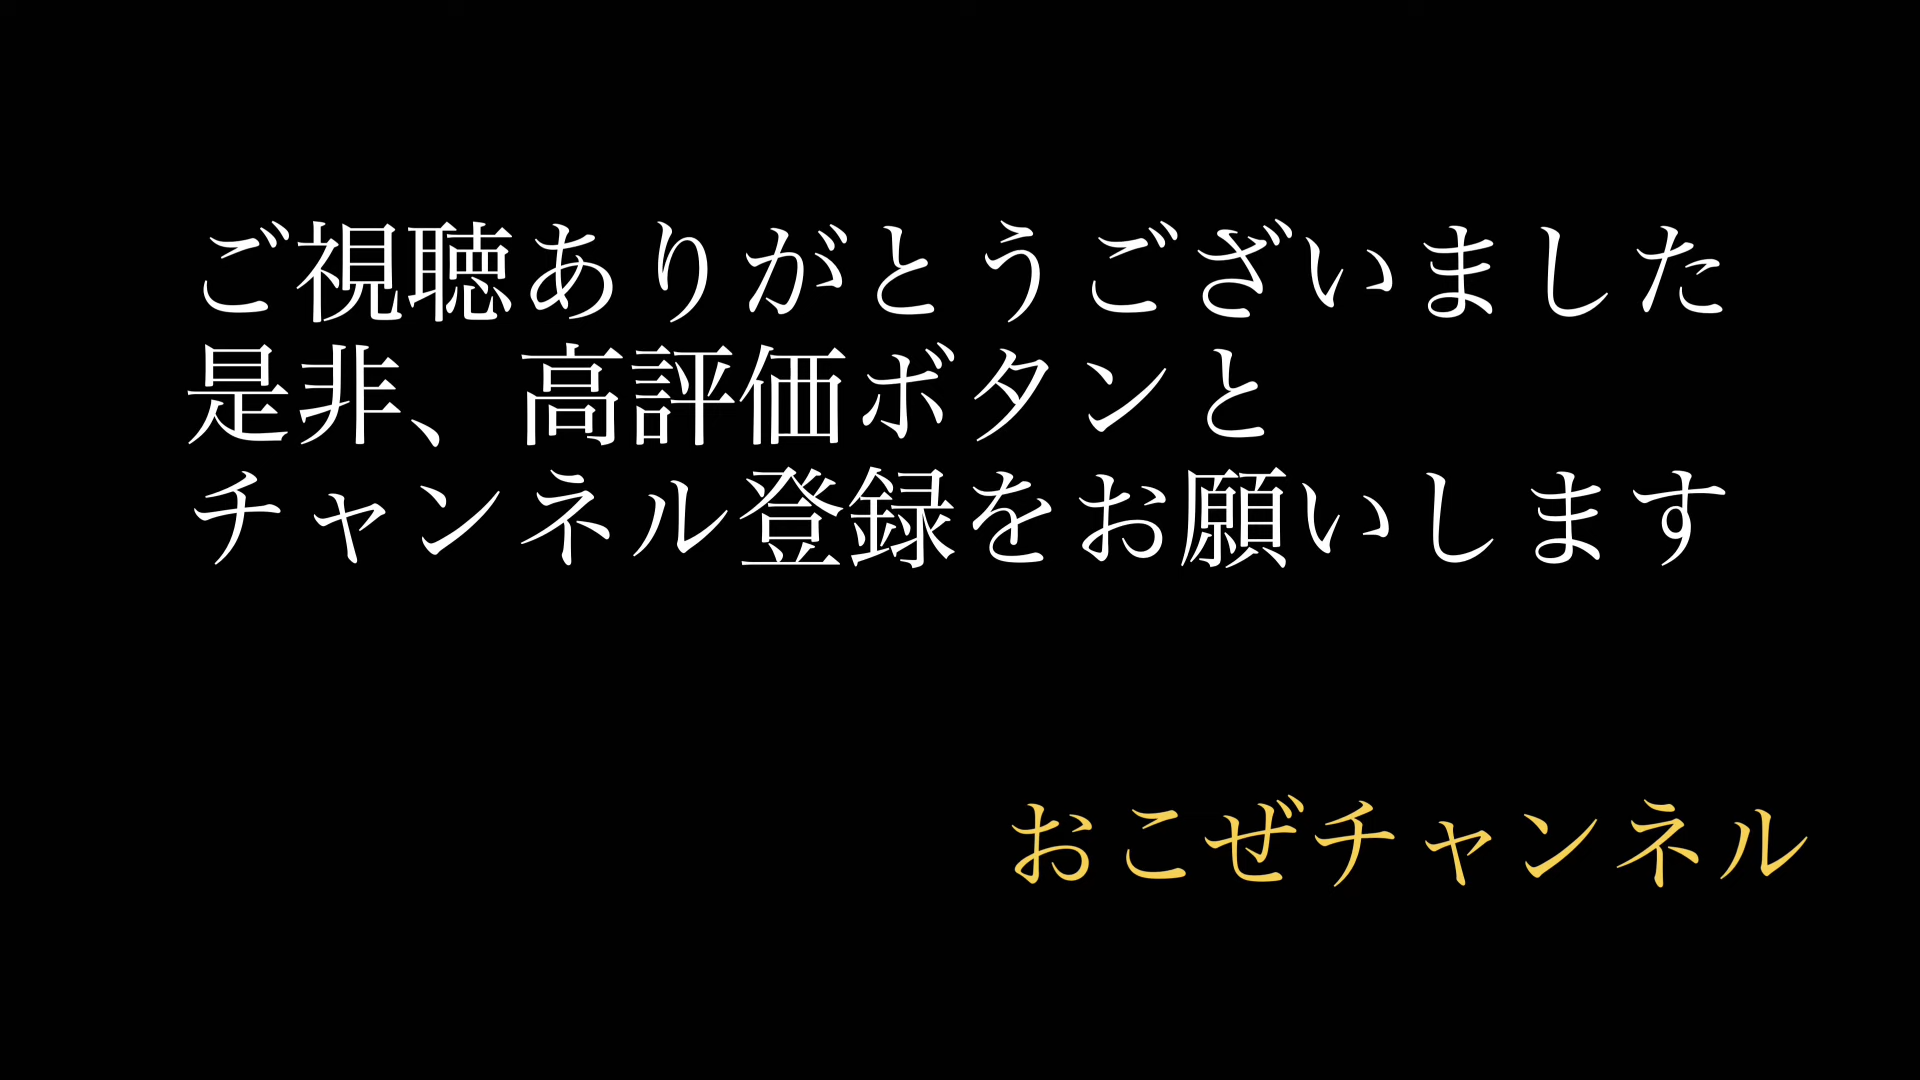 ご視聴ありがとうございました
是非、高評価ボタンと
チャンネル登録をお願いします
おこぜチャンネル